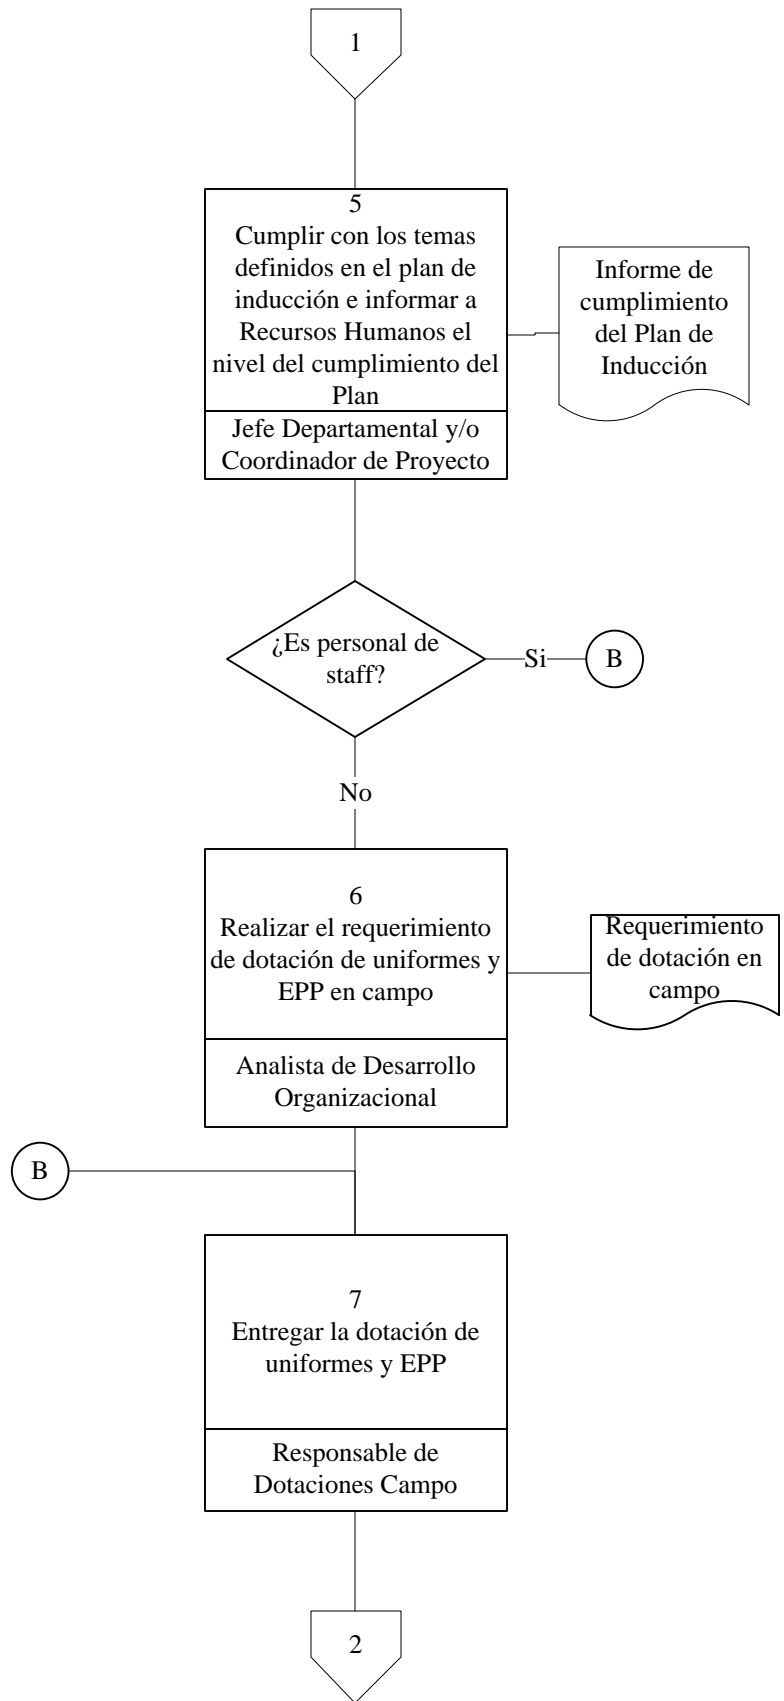 1
5
Cumplir con los temas
definidos en el plan de
inducción e informar a
Recursos Humanos el
nivel del cumplimiento del
Plan
Jefe Departamental y/o
Coordinador de Proyecto
Informe de
cumplimiento
del Plan de
Inducción
¿Es personal de
staff?
Si
B
No
6
Realizar el requerimiento
de dotación de uniformes y
EPP en campo
Analista de Desarrollo
Organizacional
Requerimiento
de dotación en
campo
B
7
Entregar la dotación de
uniformes y EPP
Responsable de
Dotaciones Campo
2